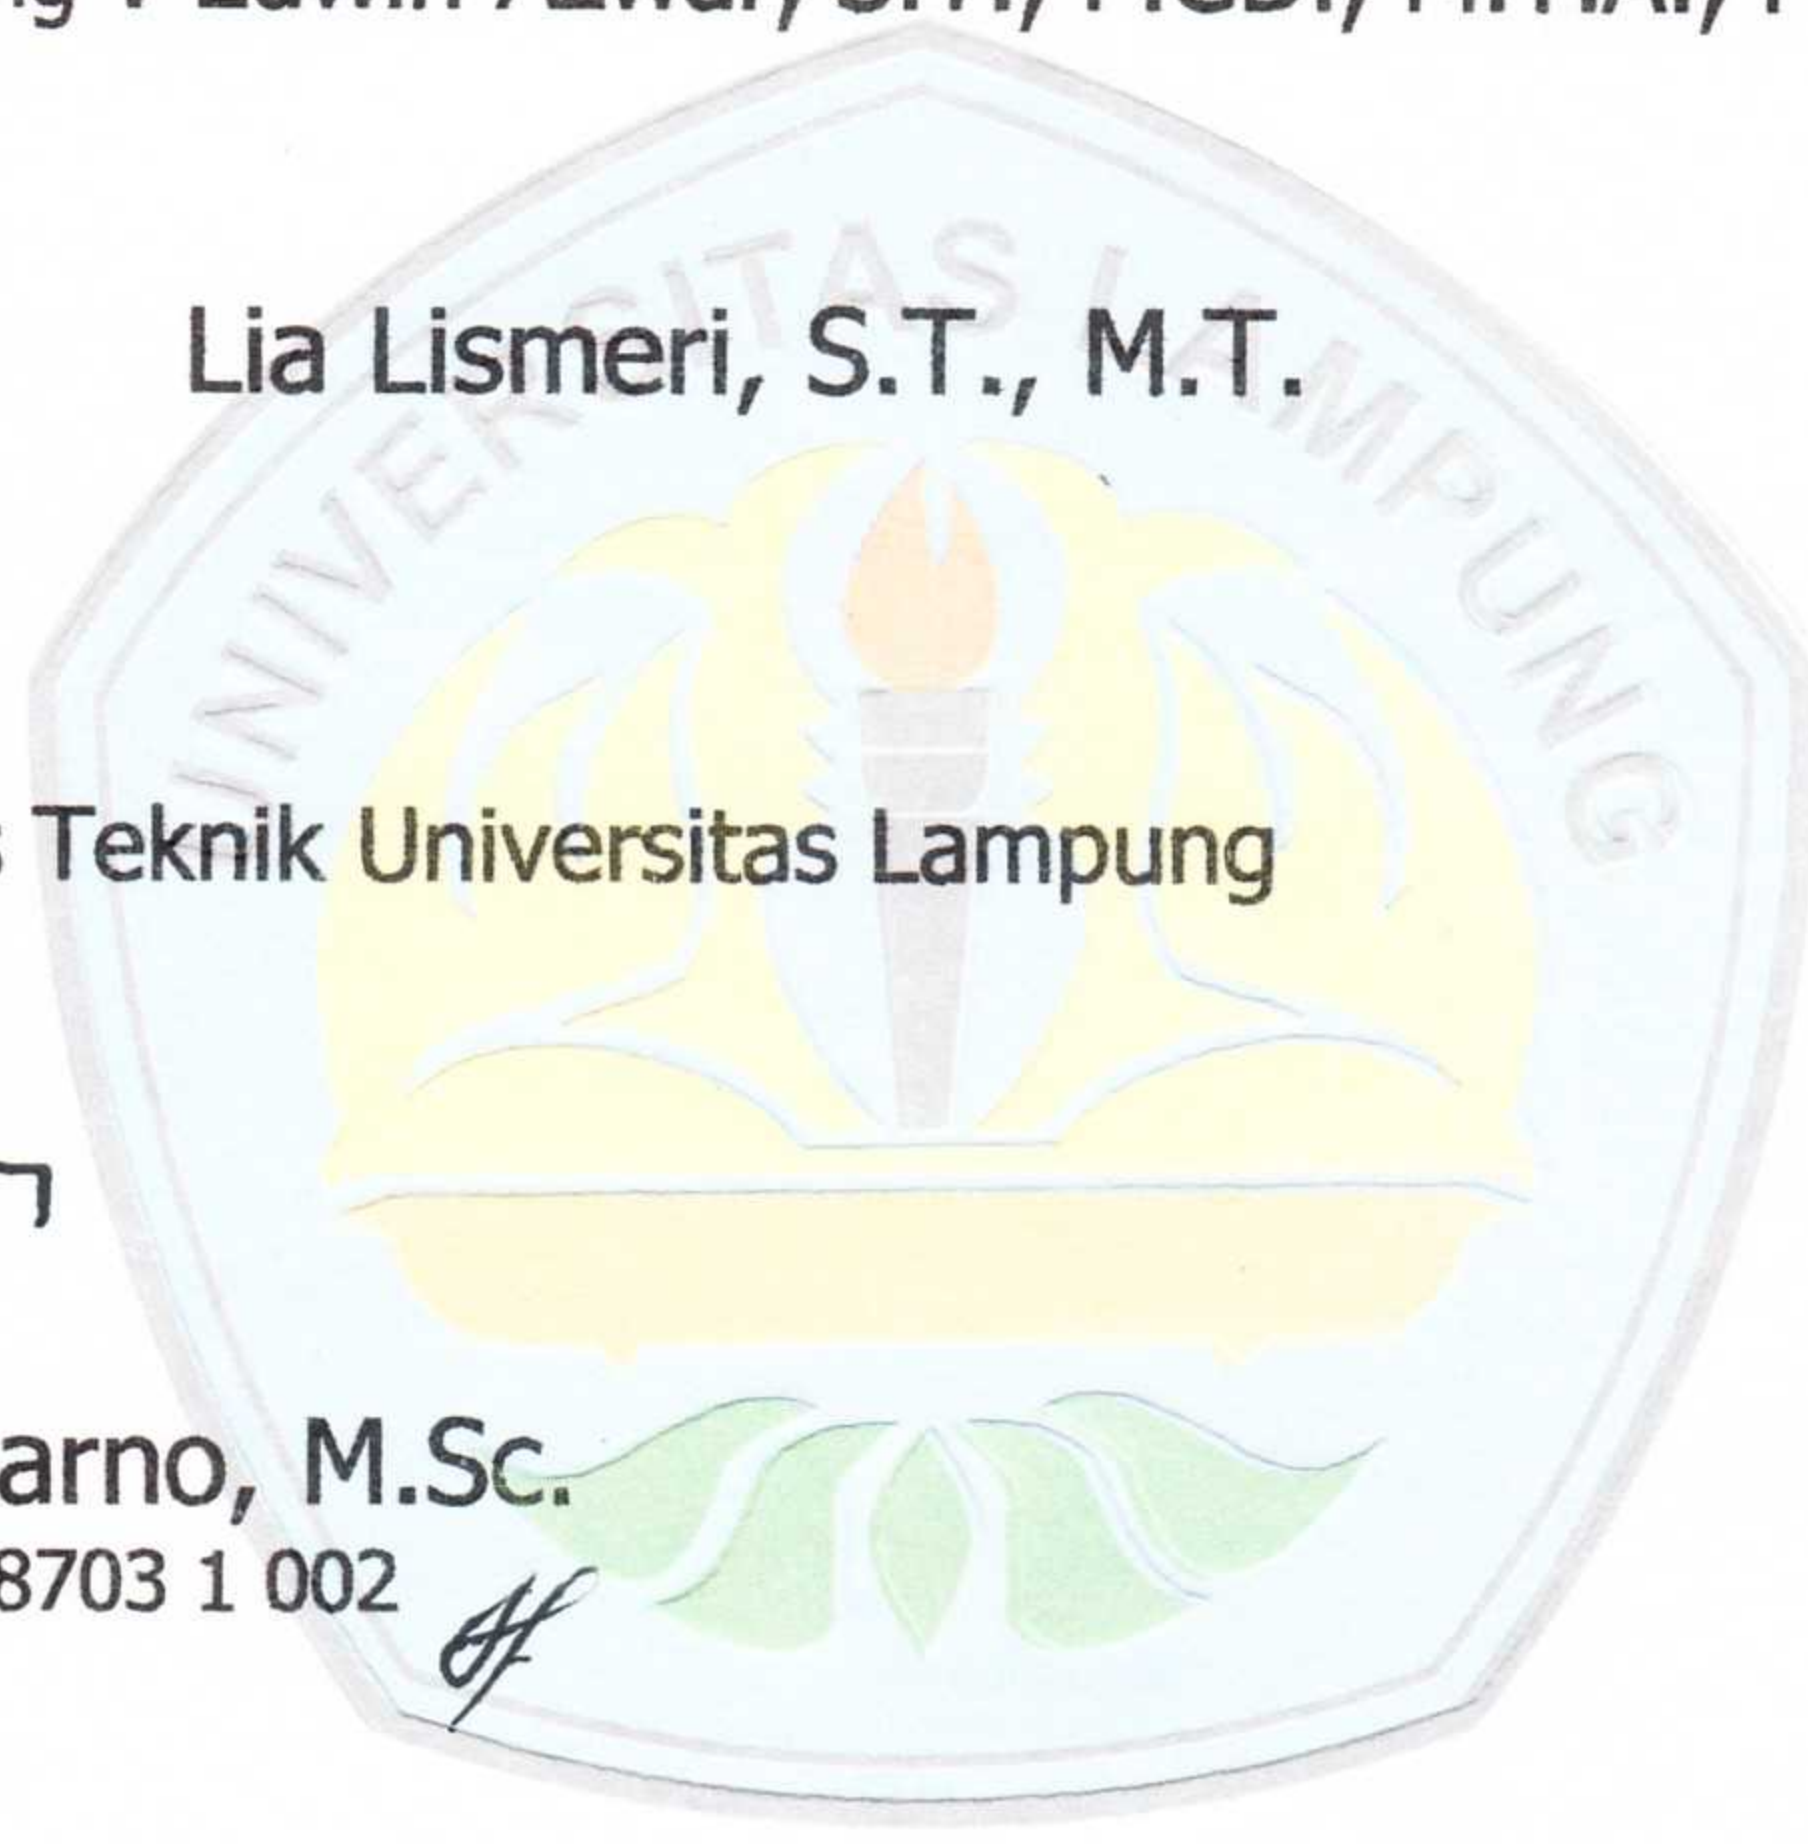 UNIVERSITAS LAMPUNG
Lia Lismeri, S.T., M.T.
Teknik Universitas Lampung
arno, M.Sc.
8703 1 002